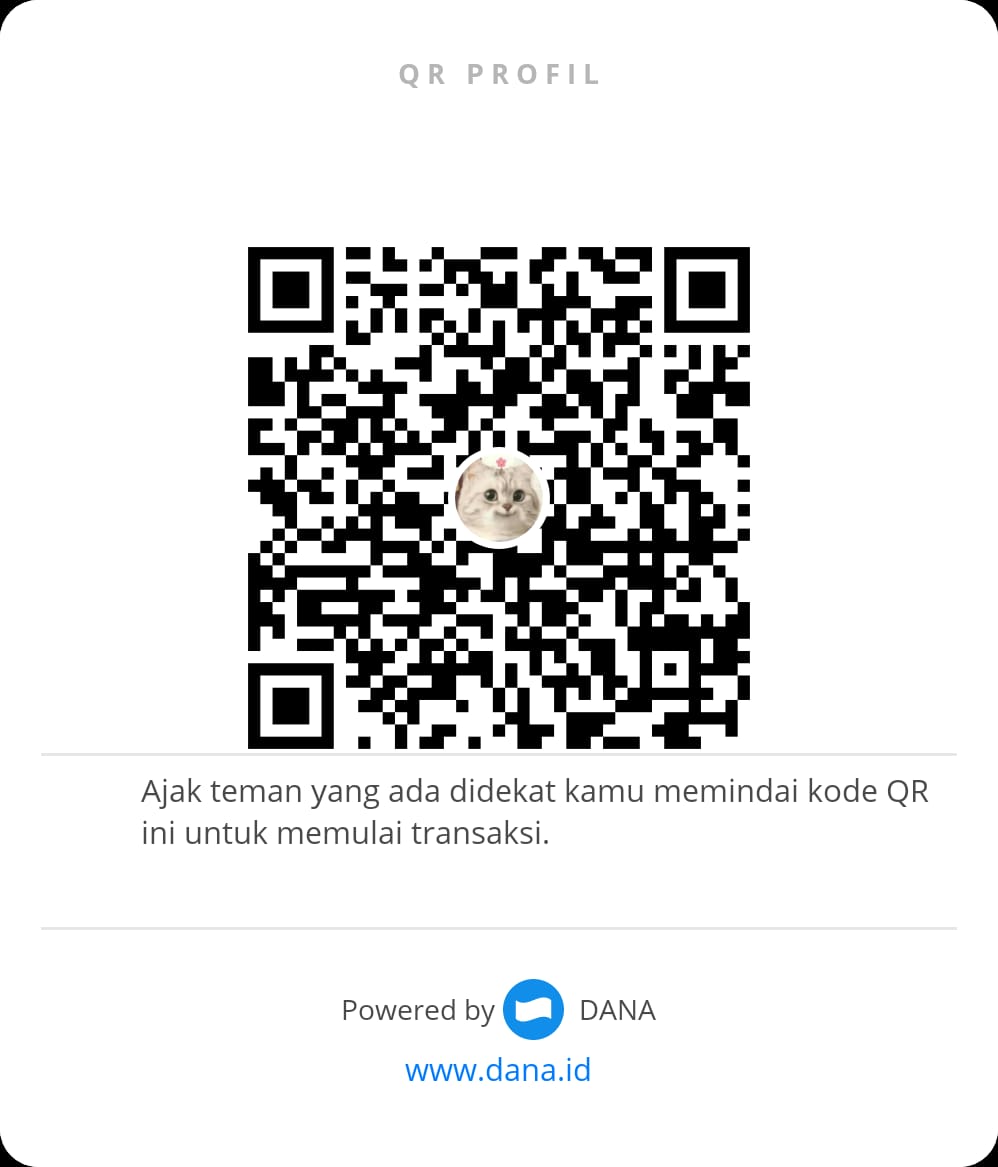 QR PROFIL
Ajak teman yang ada didekat kamu memindai kode QR
ini untuk memulai transaksi.
Powered by DANA
www.dana.id